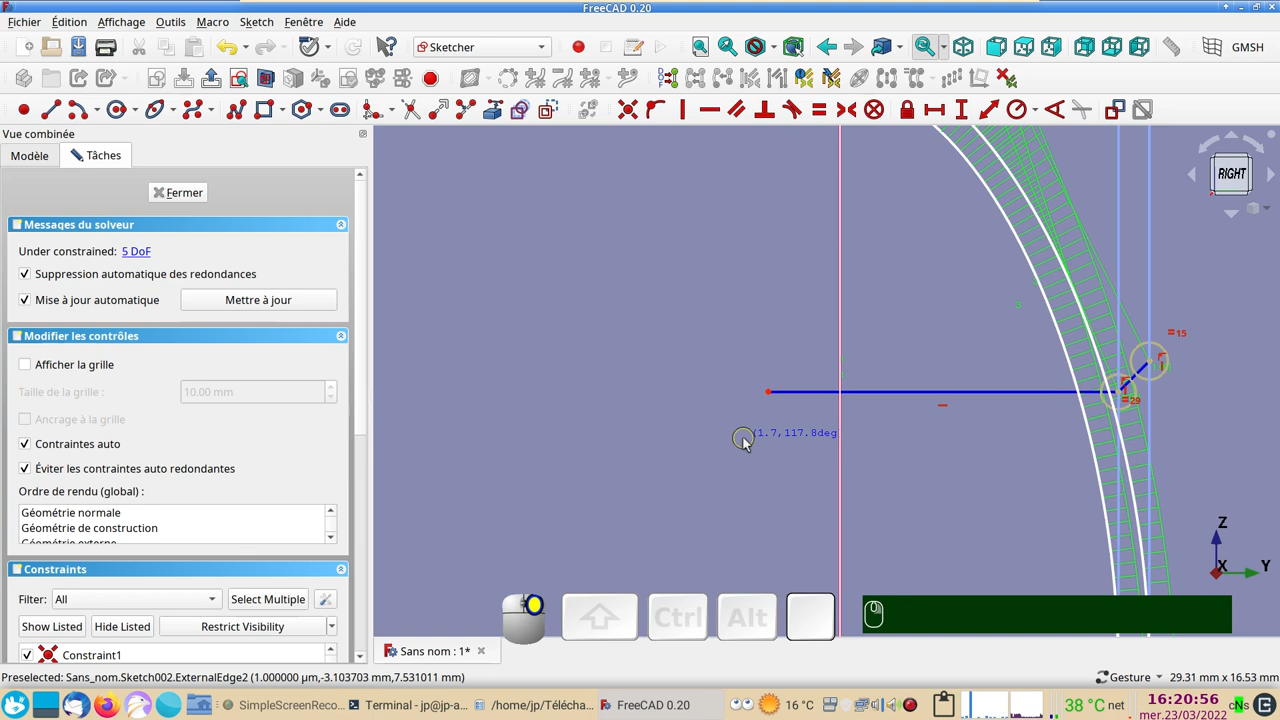 FreeCAD 0.20
Fichier Édition Affichage Outils Macro Sketch Fenêtre Aide
Sketcher
GMSH
Vue combinée
Modèle Tâches
Fermer
Messages du solveur
Under constrained: 5 DoF
Suppression automatique des redondances
Mise à jour automatique Mettre à jour
Modifier les contrôles
Afficher la grille
Taille de la grille : 10.00 mm
Ancrage à la grille
Contraintes auto
Éviter les contraintes auto redondantes
Ordre de rendu (global) :
Géométrie normale
Géométrie de construction
Géométrie externe
Constraints
Filter: All Select Multiple
Show Listed Hide Listed Restrict Visibility
Constraint1
RIGHT
15
29
1.7,117.8deg
Z
X Y
Ctrl Alt
Sans nom : 1*
Preselected: Sans_nom.Sketch002.ExternalEdge2 (1.000000 µm,-3.103703 mm,7.531011 mm) Gesture 29.31 mm x 16.53 mm
SimpleScreenReco... Terminal - jp@jp-a... /home/jp/Télécha... FreeCAD 0.20 16 °C 38 °C net 16:20:56
mer.23/03/2022